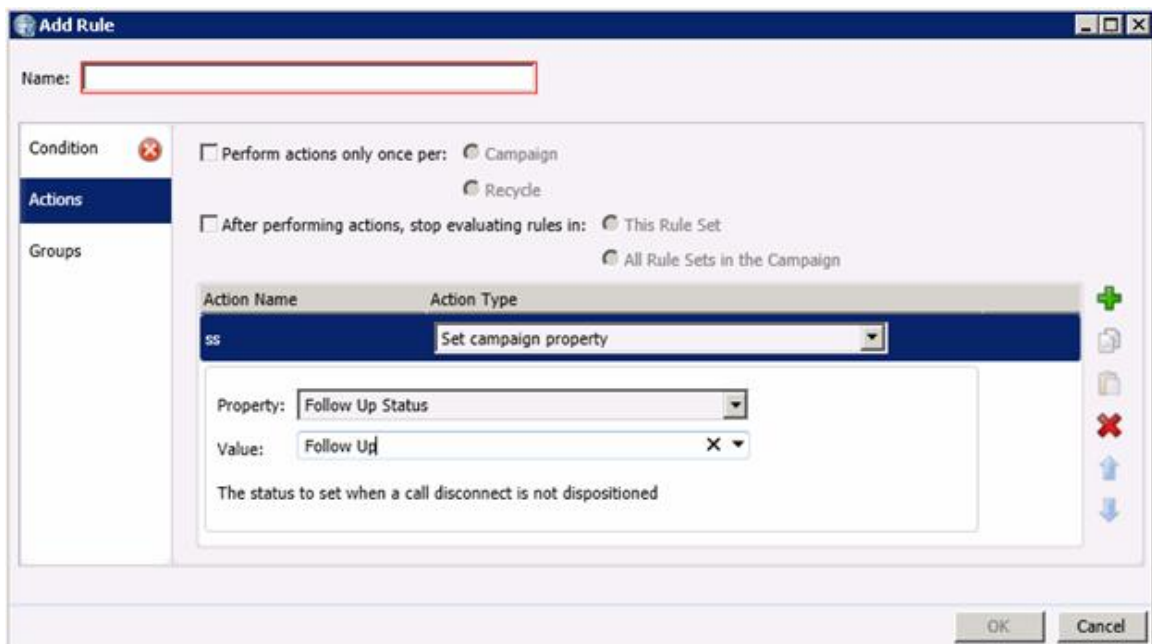 Add Rule
Name:
Condition
Actions
Groups
Perform actions only once per:
Campaign
Recycle
After performing actions, stop evaluating rules in:
This Rule Set
All Rule Sets in the Campaign
Action Name Action Type
ss Set campaign property
Property: Follow Up Status
Value: Follow Up
The status to set when a call disconnect is not dispositioned
OK Cancel